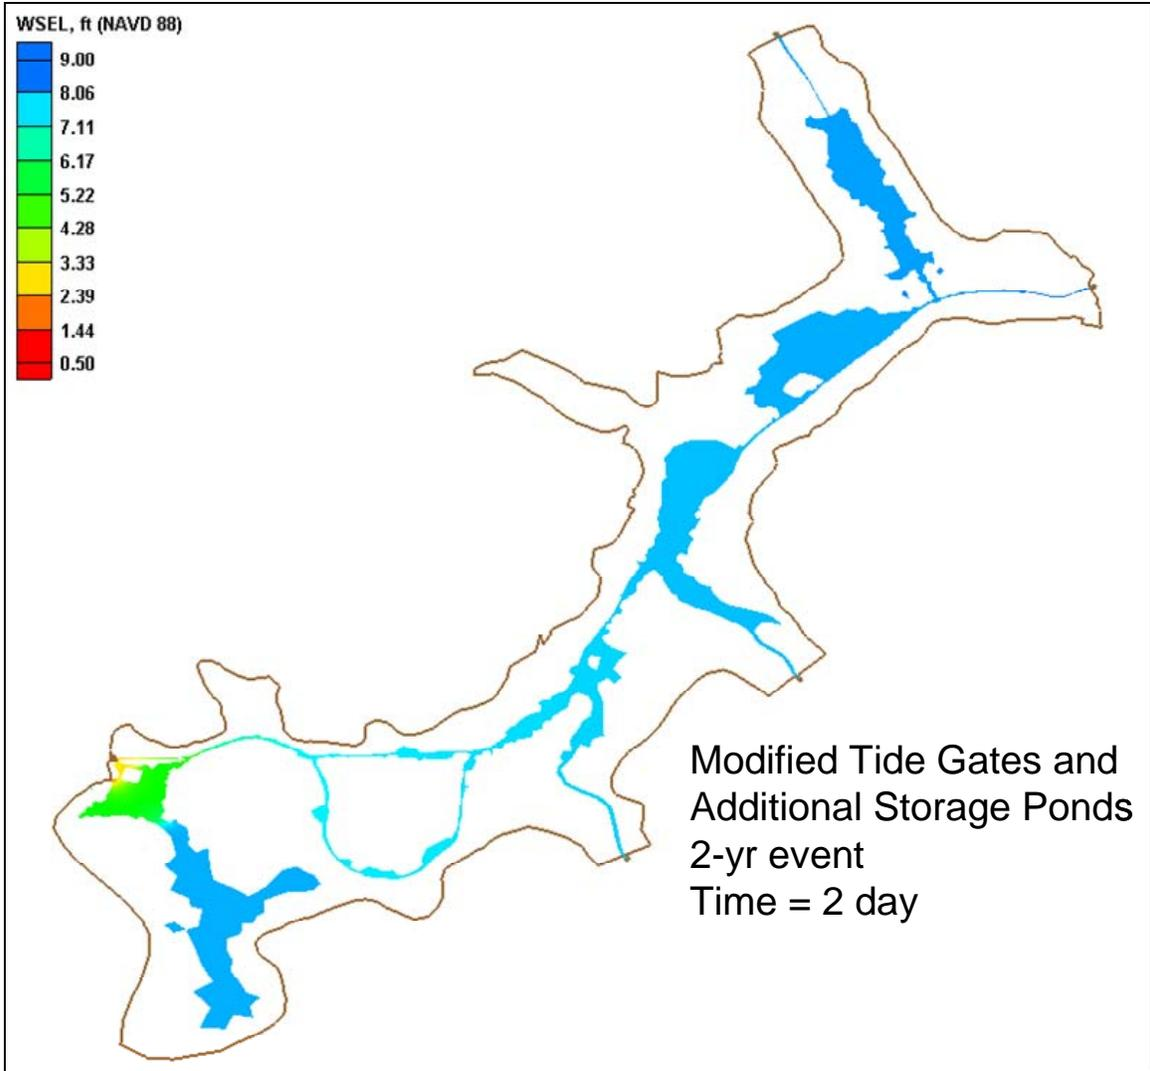 WSEL, ft (NAVD 88)
9.00
8.06
7.11
6.17
5.22
4.28
3.33
2.39
1.44
0.50
Modified Tide Gates and
Additional Storage Ponds
2-yr event
Time = 2 day